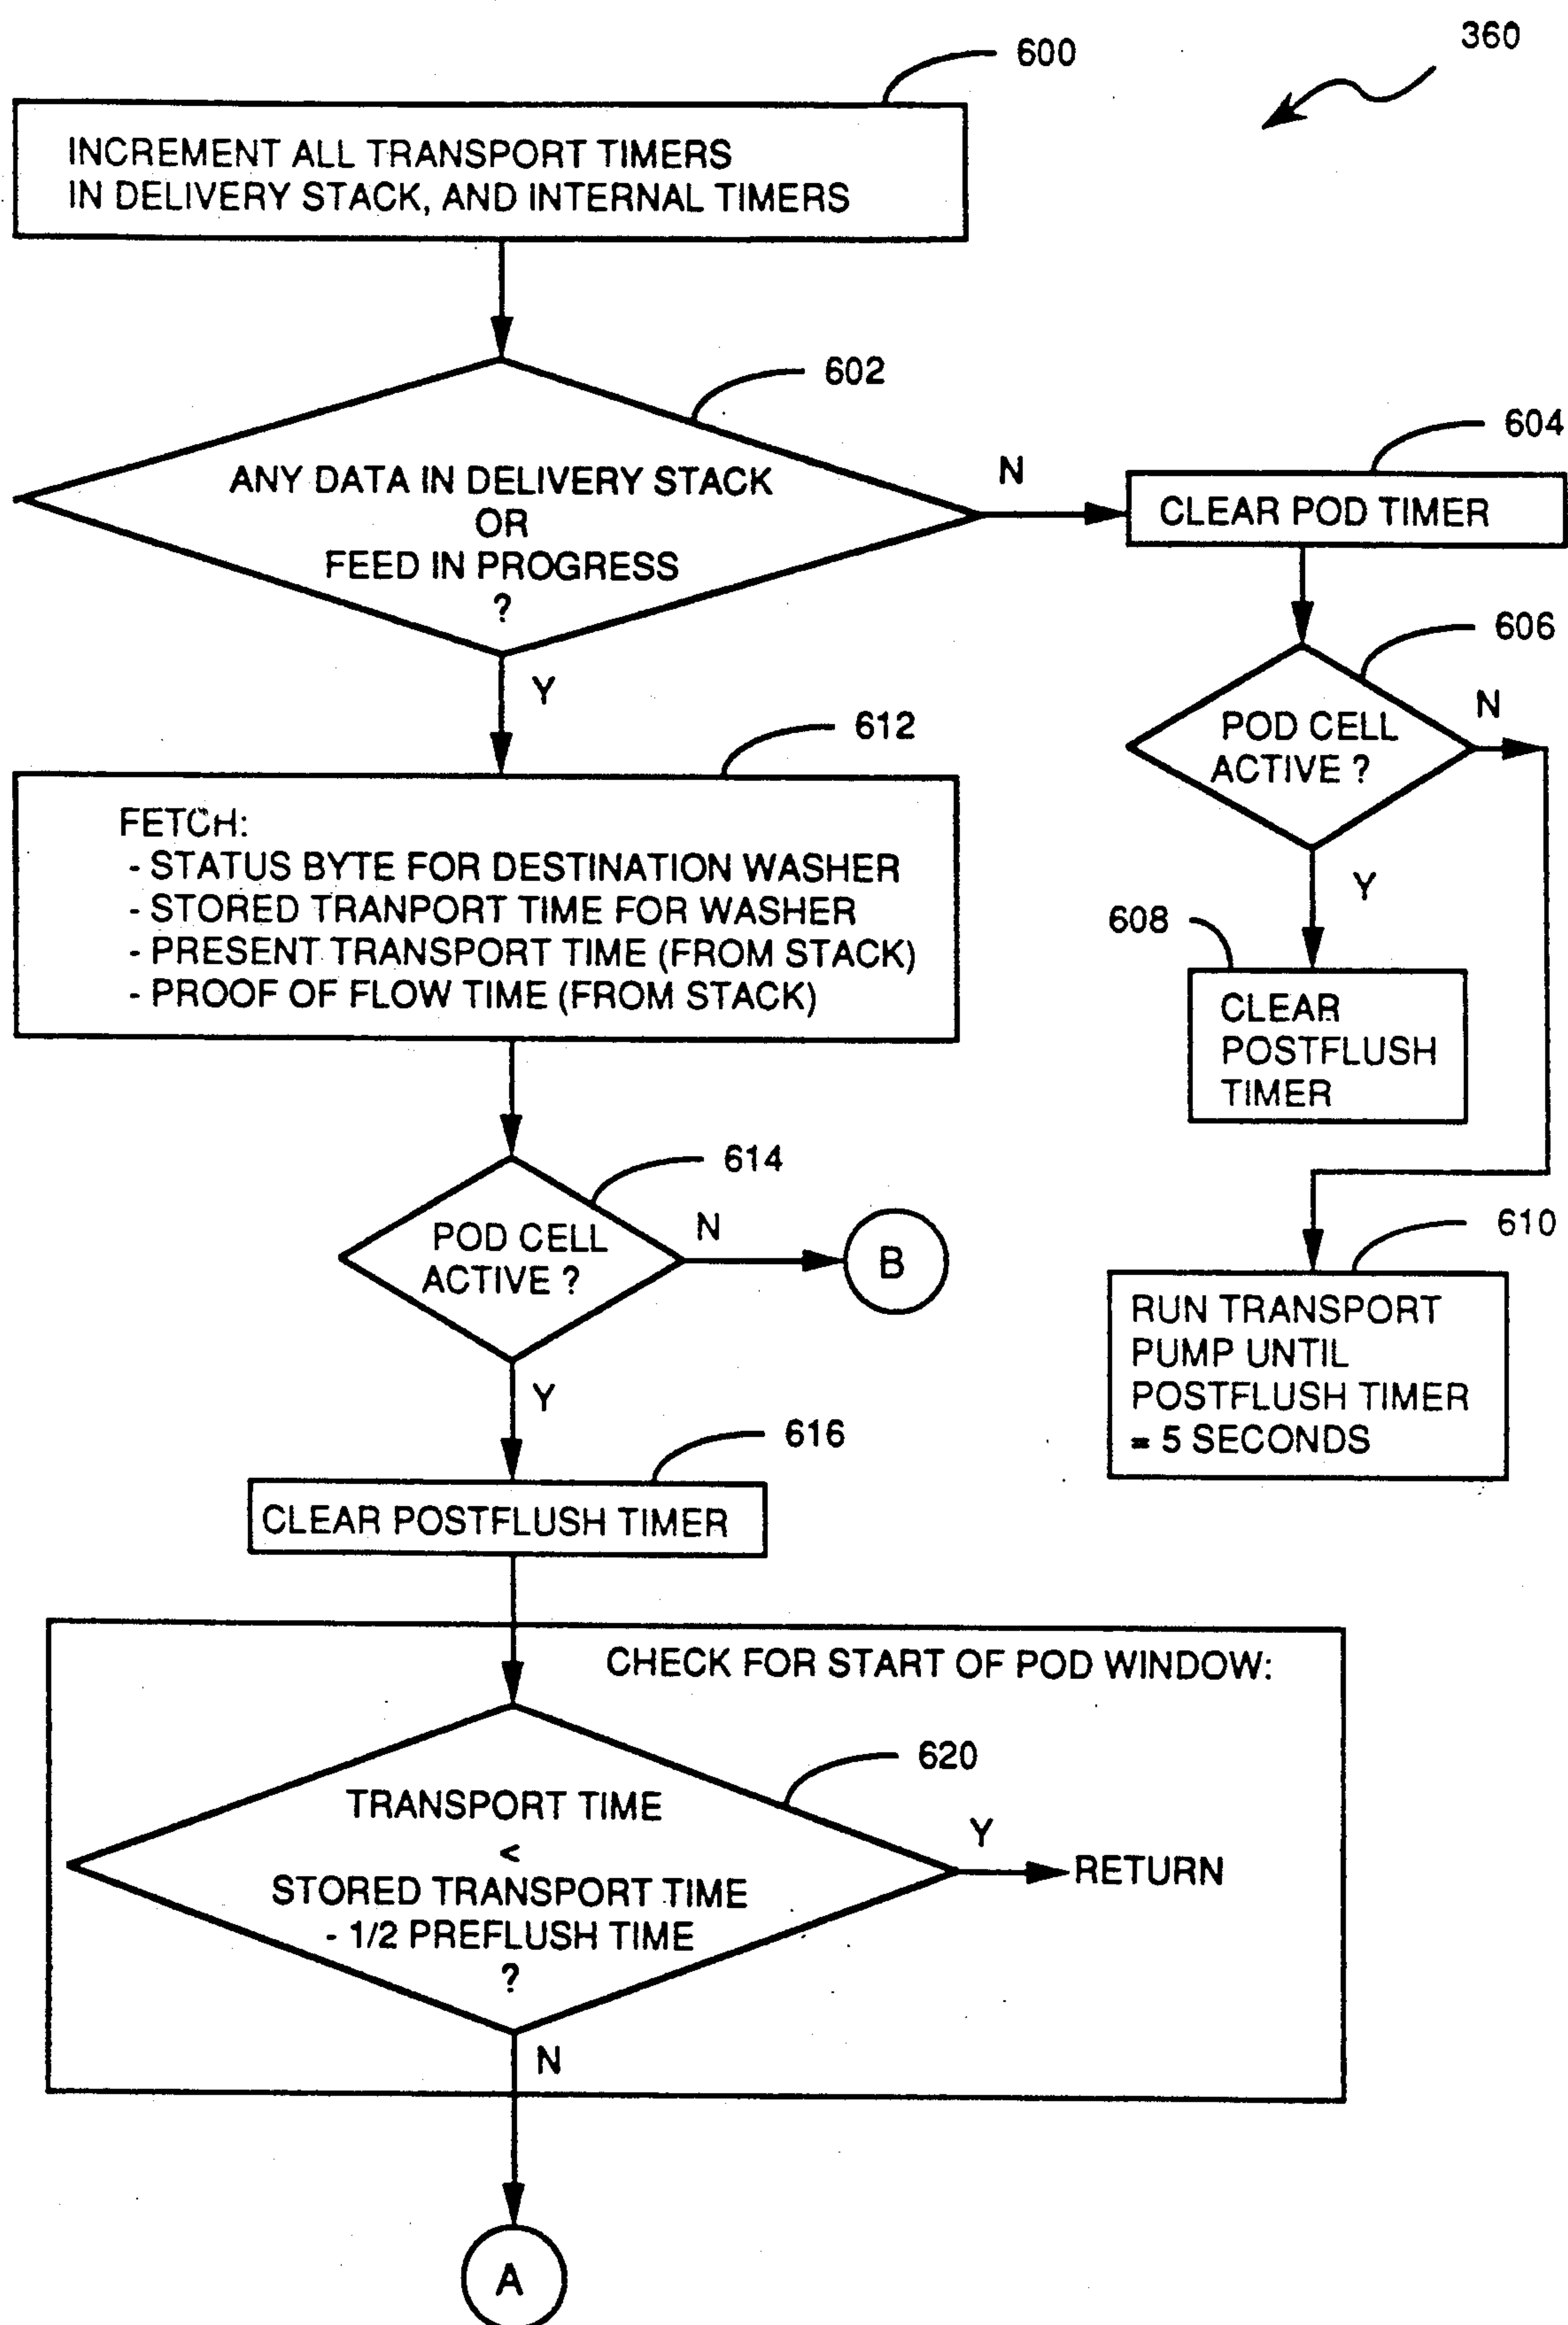 360
600
INCREMENT ALL TRANSPORT TIMERS
IN DELIVERY STACK, AND INTERNAL TIMERS
602
ANY DATA IN DELIVERY STACK
OR
FEED IN PROGRESS
?
N
Y
604
CLEAR POD TIMER
606
POD CELL
ACTIVE ?
N
Y
608
CLEAR
POSTFLUSH
TIMER
610
RUN TRANSPORT
PUMP UNTIL
POSTFLUSH TIMER
= 5 SECONDS
612
FETCH:
- STATUS BYTE FOR DESTINATION WASHER
- STORED TRANPORT TIME FOR WASHER
- PRESENT TRANSPORT TIME (FROM STACK)
- PROOF OF FLOW TIME (FROM STACK)
614
POD CELL
ACTIVE ?
N
B
Y
616
CLEAR POSTFLUSH TIMER
CHECK FOR START OF POD WINDOW:
620
TRANSPORT TIME
<
STORED TRANSPORT TIME
- 1/2 PREFLUSH TIME
?
Y
RETURN
N
A